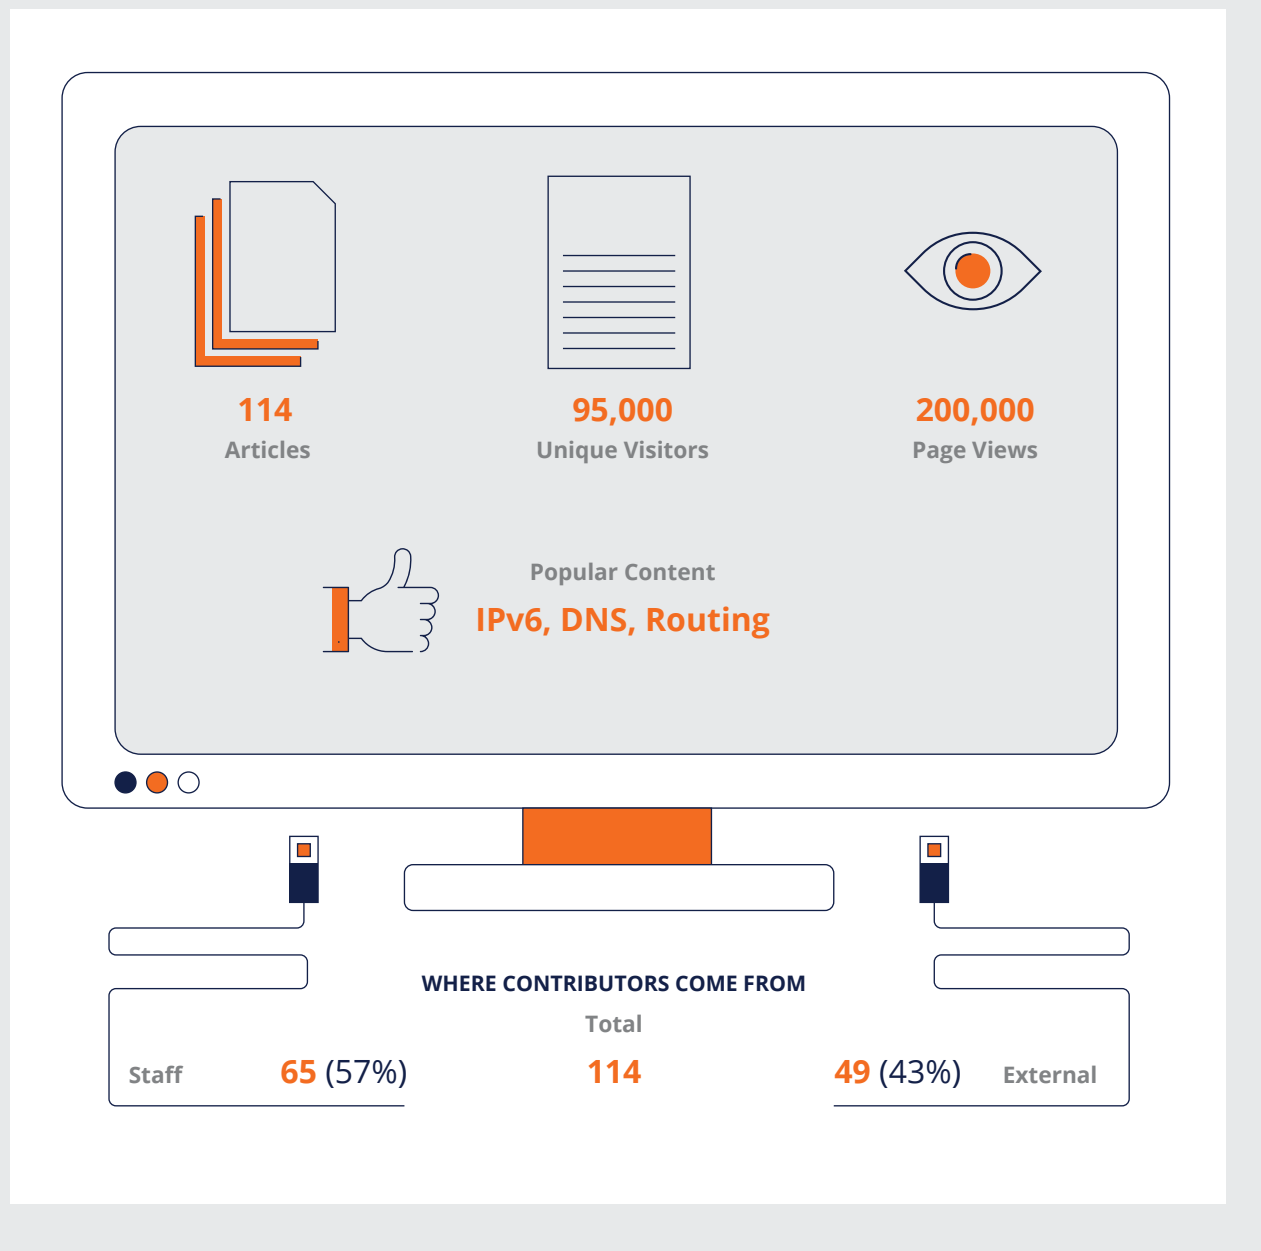 114
Articles
95,000
Unique Visitors
200,000
Page Views
Popular Content
IPv6, DNS, Routing
WHERE CONTRIBUTORS COME FROM
Total
Staff 65 (57%) 114 49 (43%) External